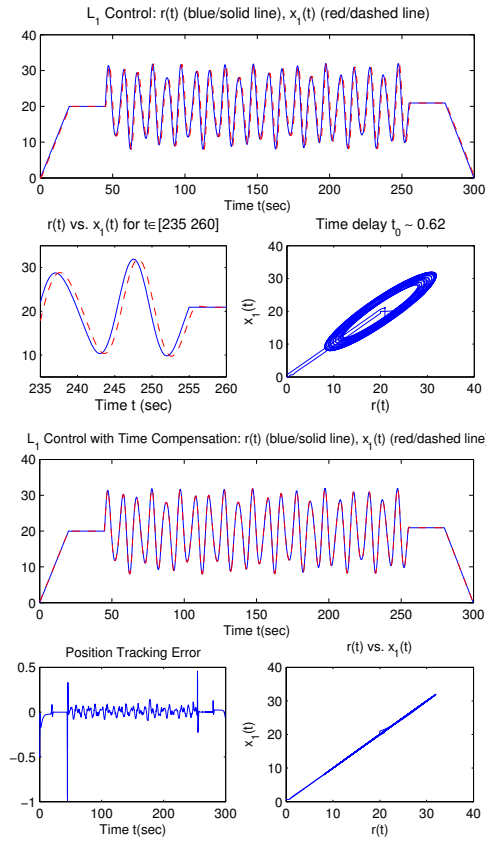 L₁ Control: r(t) (blue/solid line), x₁(t) (red/dashed line)
40
30
20
10
0
0 50 100 150 200 250 300
Time t(sec)
r(t) vs. x₁(t) for t∈[235 260]
30
20
10
235 240 245 250 255 260
Time t (sec)
Time delay t₀ ~ 0.62
x₁(t)
40
30
20
10
0
0 10 20 30 40
r(t)
L₁ Control with Time Compensation: r(t) (blue/solid line), x₁(t) (red/dashed line
40
30
20
10
0
0 50 100 150 200 250 300
Time t(sec)
Position Tracking Error
0.5
0
−0.5
−1
0 100 200 300
Time t(sec)
r(t) vs. x₁(t)
x₁(t)
40
30
20
10
0
0 10 20 30 40
r(t)